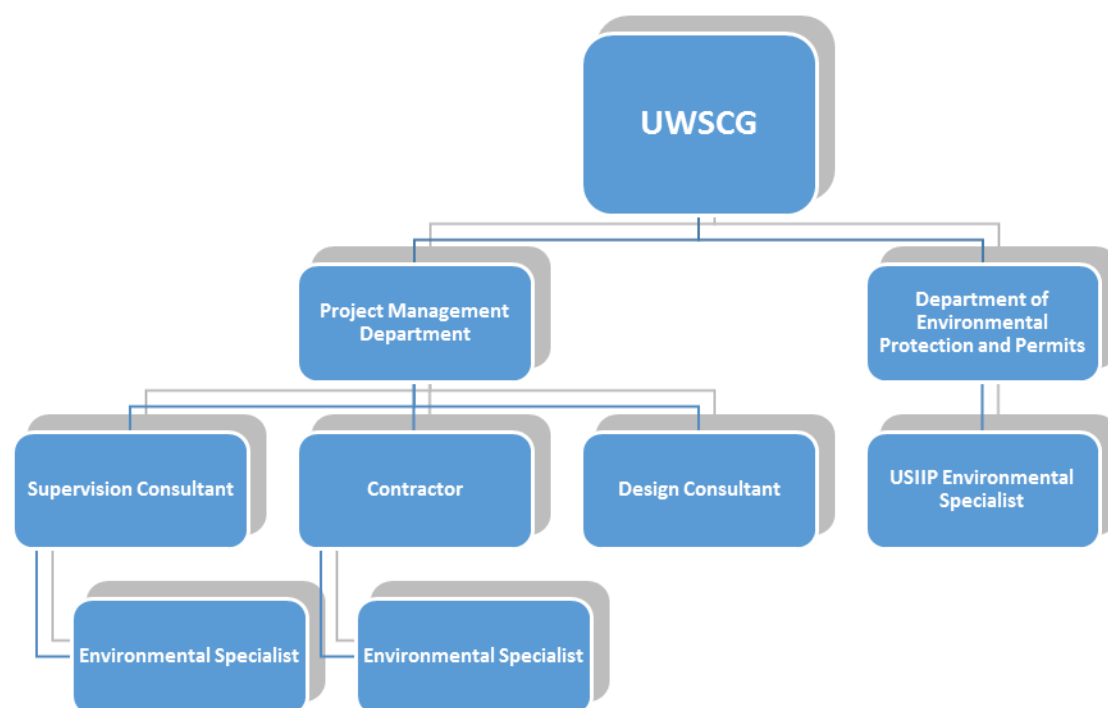 UWSCG
Project Management
Department
Department of
Environmental
Protection and Permits
Supervision Consultant
Contractor
Design Consultant
USIIP Environmental
Specialist
Environmental Specialist
Environmental Specialist